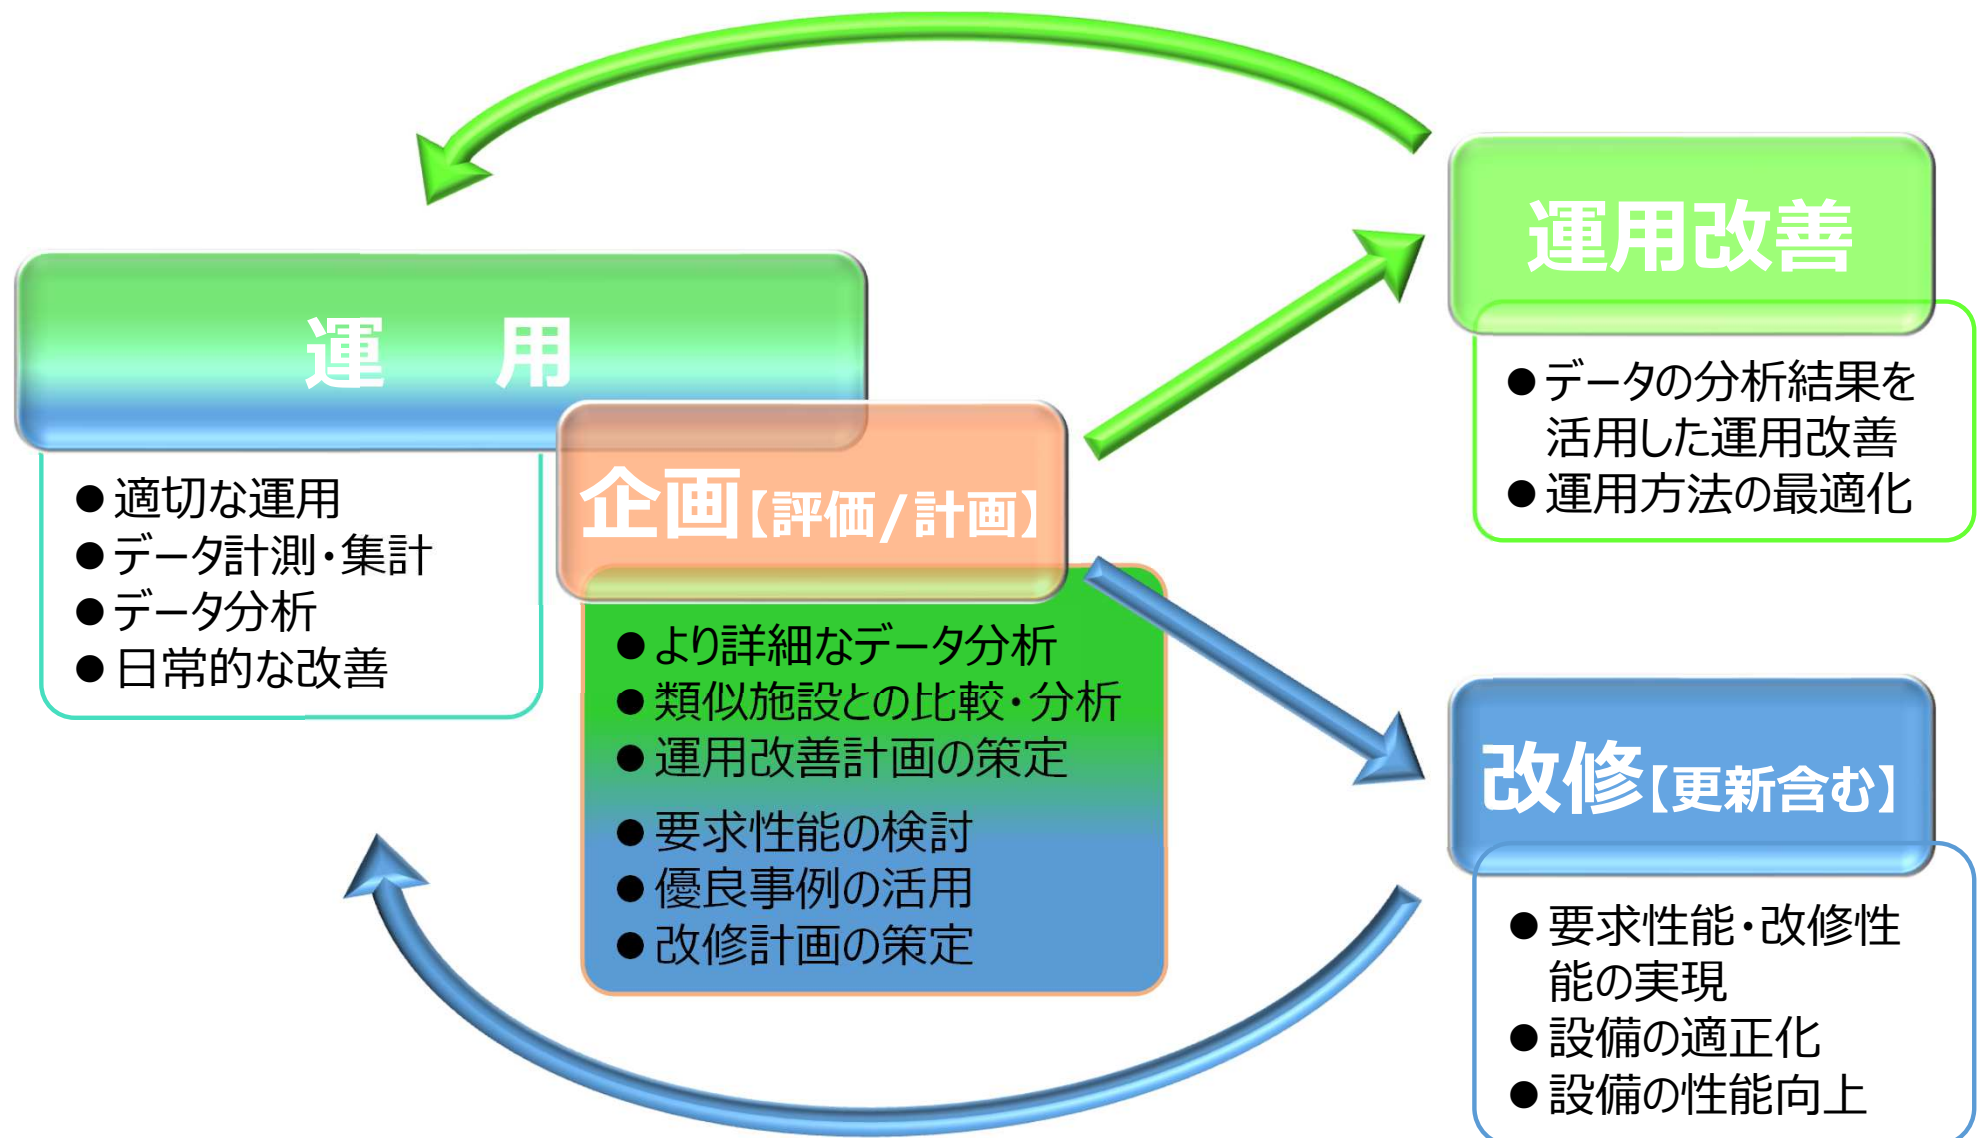 運　用
● 適切な運用
● データ計測・集計
● データ分析
● 日常的な改善
企画【評価/計画】
● より詳細なデータ分析
● 類似施設との比較・分析
● 運用改善計画の策定
● 要求性能の検討
● 優良事例の活用
● 改修計画の策定
運用改善
● データの分析結果を
活用した運用改善
● 運用方法の最適化
改修【更新含む】
● 要求性能・改修性
能の実現
● 設備の適正化
● 設備の性能向上